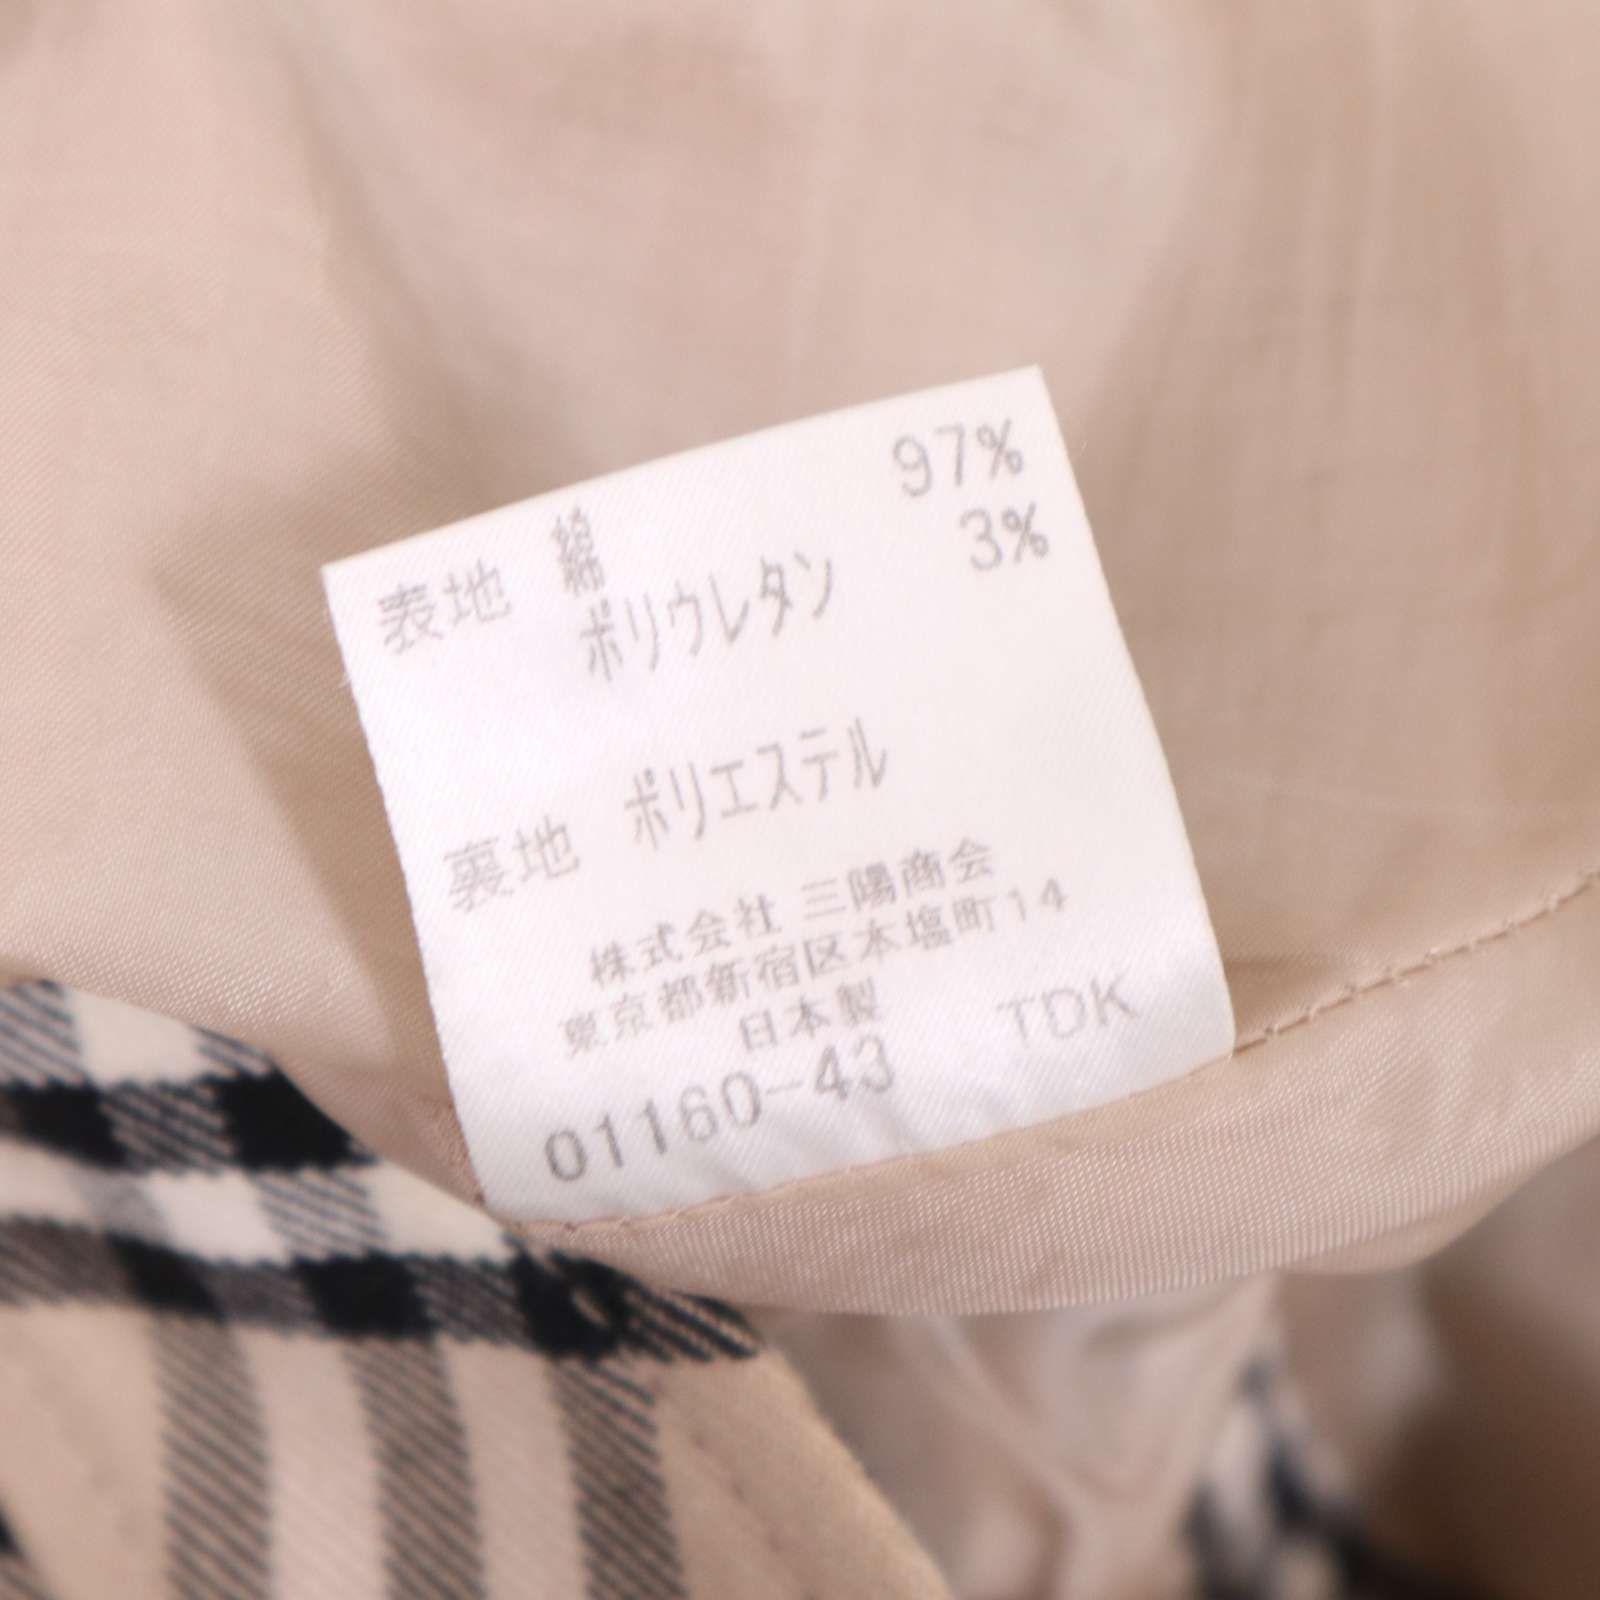 表地 綿 97%
ポリウレタン 3%
裏地 ポリエステル
株式会社 三陽商会
東京都新宿区本塩町14
日本製 TDK
01160-43